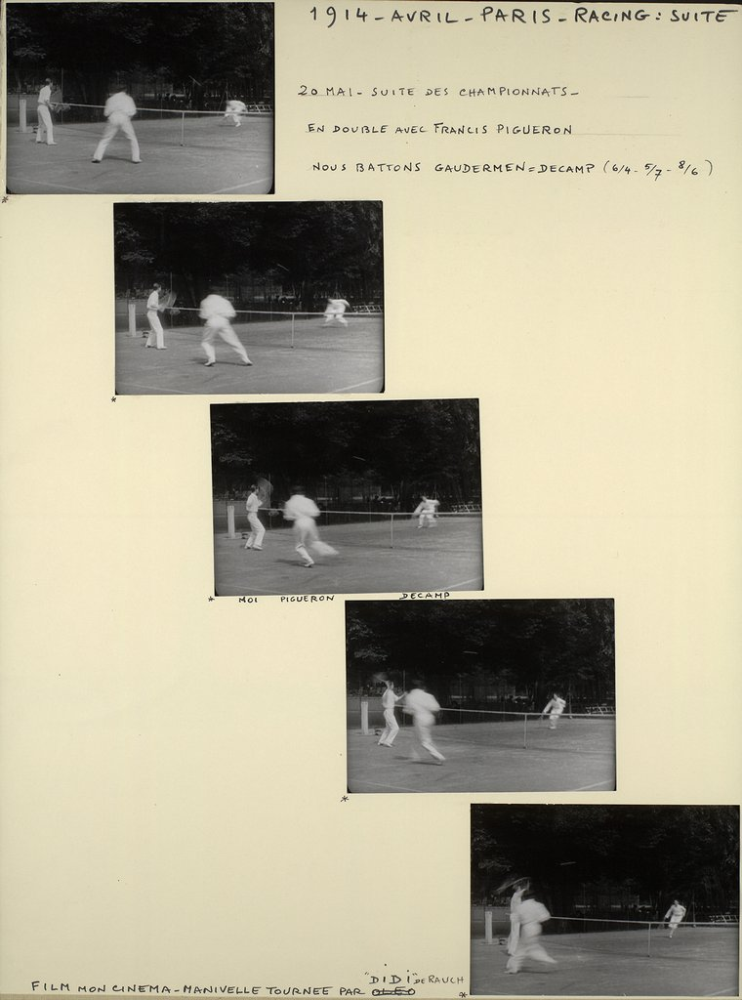 1914 - AVRIL - PARIS - RACING : SUITE
20 MAI - SUITE DES CHAMPIONNATS -
EN DOUBLE AVEC FRANCIS PIGUERON
NOUS BATTONS GAUDERMEN = DECAMP (6/4 - 5/7 - 8/6)
*
*
* MOI PIGUERON DECAMP
*
"DIDI" DE RAUCH
FILM MON CINEMA - MANIVELLE TOURNEE PAR OLEO *